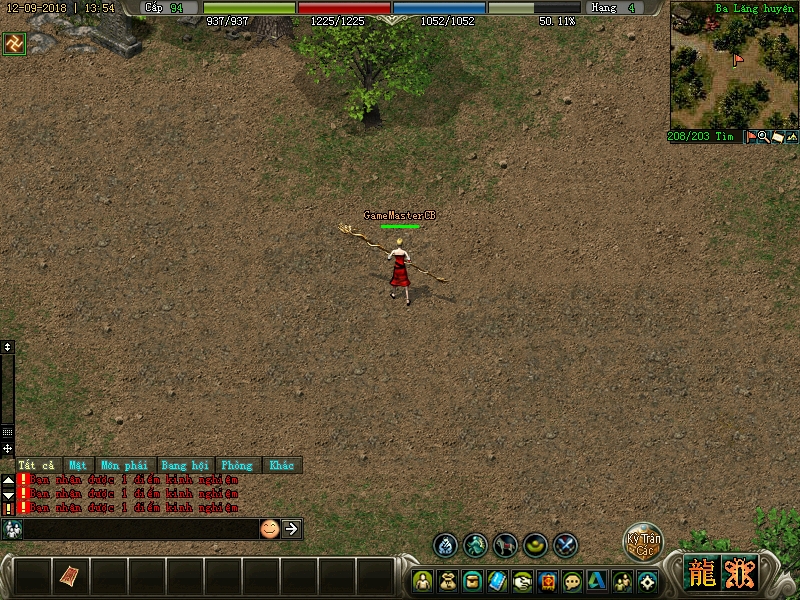 12-09-2018 | 13:54 Cấp 94 Hạng 4 Ba Lăng huyện
937/937 1225/1225 1052/1052 50.11%
208/203 Tìm
GameMasterCB
Tất cả Mật Môn phái Bang hội Phòng Khác
Bạn nhận được 1 điểm kinh nghiệm
Bạn nhận được 1 điểm kinh nghiệm
Bạn nhận được 1 điểm kinh nghiệm
Kỳ Trân
Các
龍